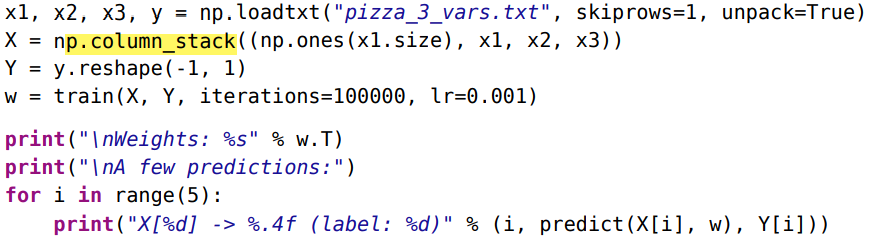 x1, x2, x3, y = np.loadtxt("pizza_3_vars.txt", skiprows=1, unpack=True)
X = np.column_stack((np.ones(x1.size), x1, x2, x3))
Y = y.reshape(-1, 1)
w = train(X, Y, iterations=100000, lr=0.001)
print("\nWeights: %s" % w.T)
print("\nA few predictions:")
for i in range(5):
    print("X[%d] -> %.4f (label: %d)" % (i, predict(X[i], w), Y[i]))